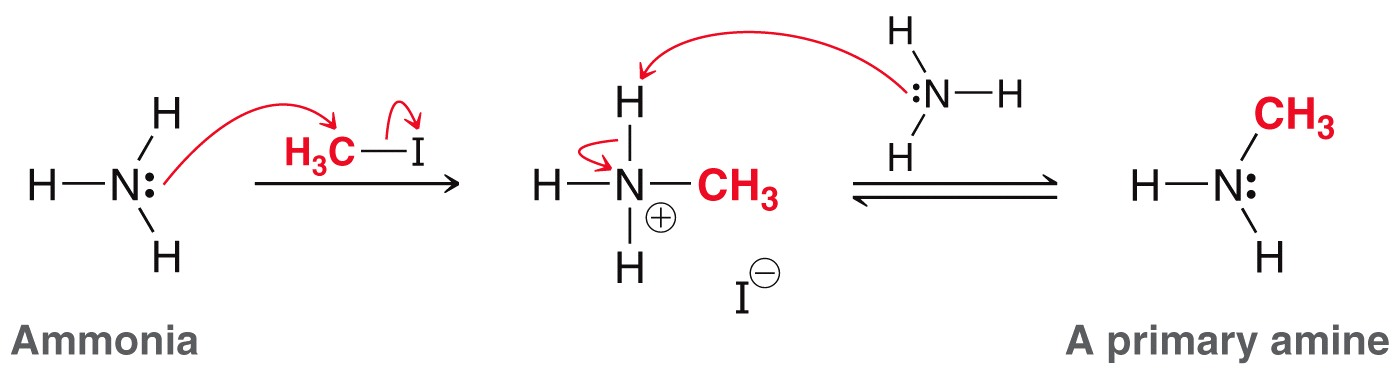 H
H—N:
H
H₃C—I
H
H—N—CH₃
⊕
H
I⊖
H
:N—H
H
CH₃
H—N:
H
Ammonia
A primary amine